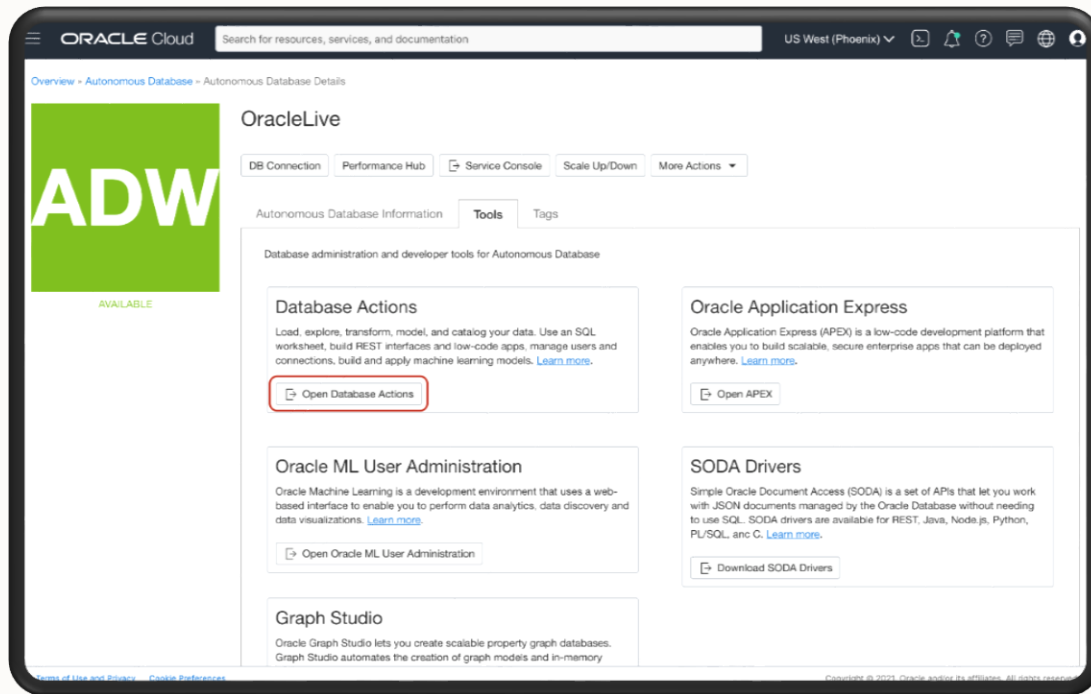 ORACLE Cloud
Search for resources, services, and documentation
US West (Phoenix)
Overview » Autonomous Database » Autonomous Database Details
ADW
AVAILABLE
OracleLive
DB Connection
Performance Hub
Service Console
Scale Up/Down
More Actions
Autonomous Database Information
Tools
Tags
Database administration and developer tools for Autonomous Database
Database Actions
Load, explore, transform, model, and catalog your data. Use an SQL
worksheet, build REST interfaces and low-code apps, manage users and
connections, build and apply machine learning models. Learn more.
Open Database Actions
Oracle Application Express
Oracle Application Express (APEX) is a low-code development platform that
enables you to build scalable, secure enterprise apps that can be deployed
anywhere. Learn more.
Open APEX
Oracle ML User Administration
Oracle Machine Learning is a development environment that uses a web-
based interface to enable you to perform data analytics, data discovery and
data visualizations. Learn more.
Open Oracle ML User Administration
SODA Drivers
Simple Oracle Document Access (SODA) is a set of APIs that let you work
with JSON documents managed by the Oracle Database without needing
to use SQL. SODA drivers are available for REST, Java, Node.js, Python,
PL/SQL, and C. Learn more.
Download SODA Drivers
Graph Studio
Oracle Graph Studio lets you create scalable property graph databases.
Graph Studio automates the creation of graph models and in-memory
Terms of Use and Privacy Cookie Preferences
Copyright © 2021, Oracle and/or its affiliates. All rights reserved.